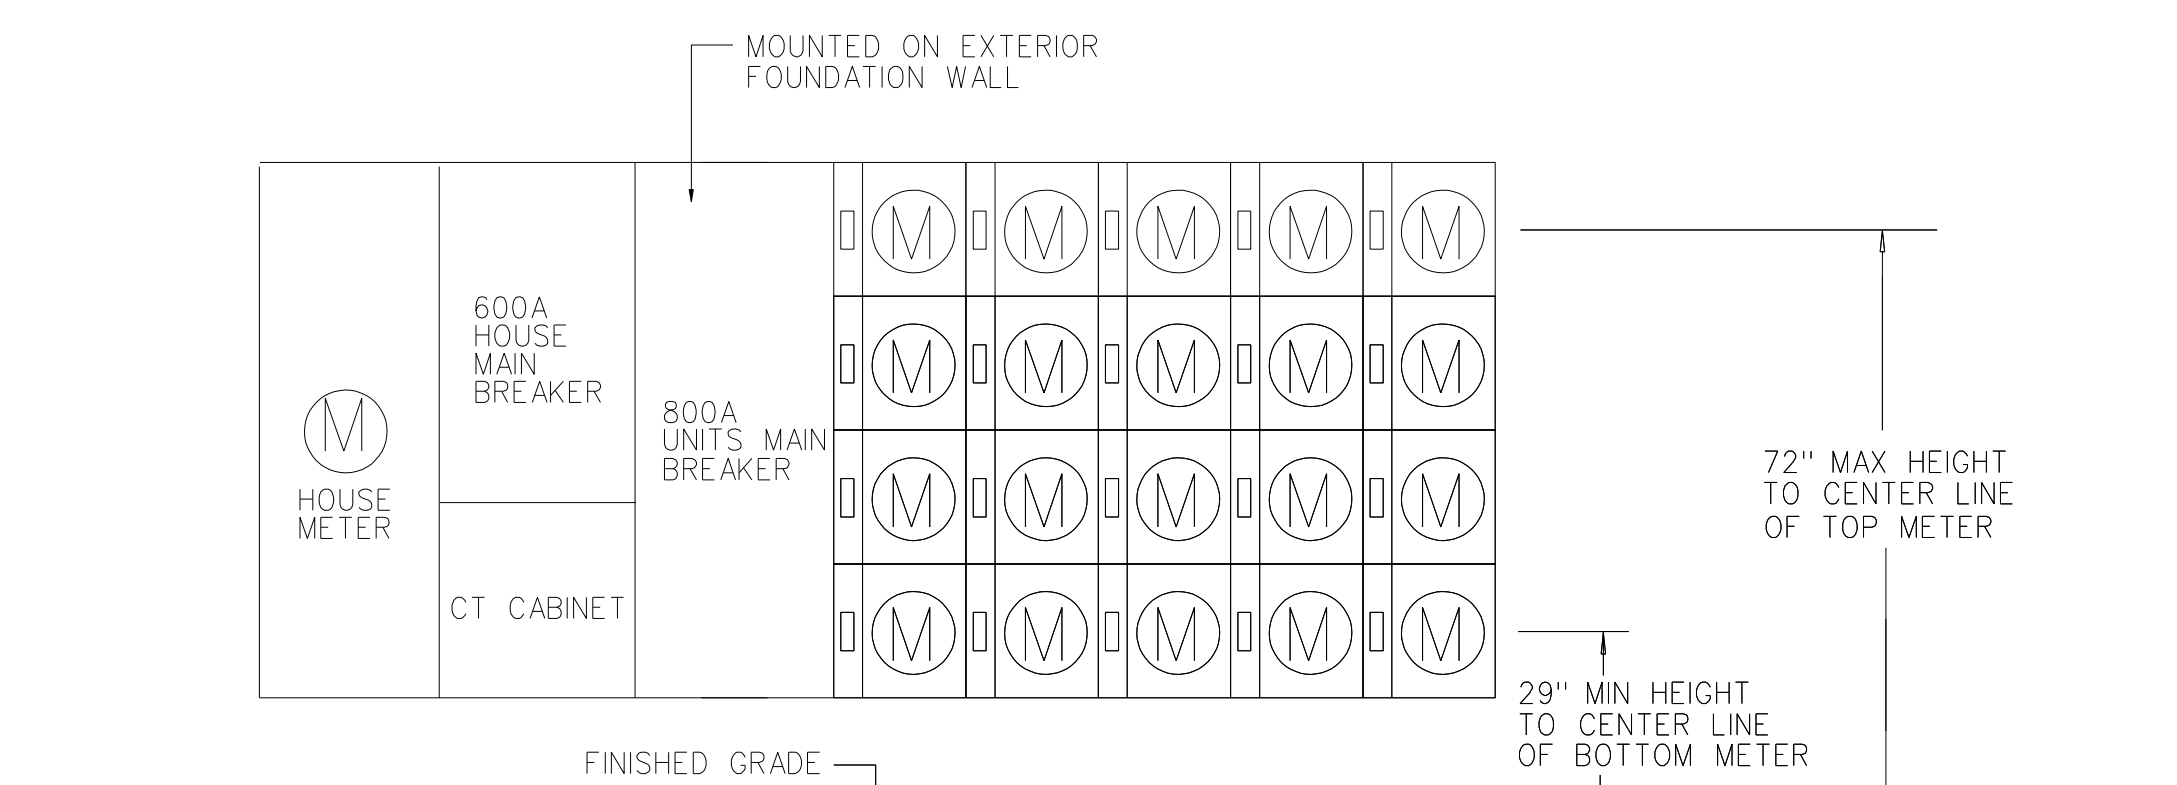 MOUNTED ON EXTERIOR
FOUNDATION WALL
M M M M M
600A
HOUSE
MAIN
BREAKER
M M M M M
M
HOUSE
METER
800A
UNITS MAIN
BREAKER
72" MAX HEIGHT
TO CENTER LINE
OF TOP METER
M M M M M
CT CABINET
M M M M M
29" MIN HEIGHT
TO CENTER LINE
OF BOTTOM METER
FINISHED GRADE